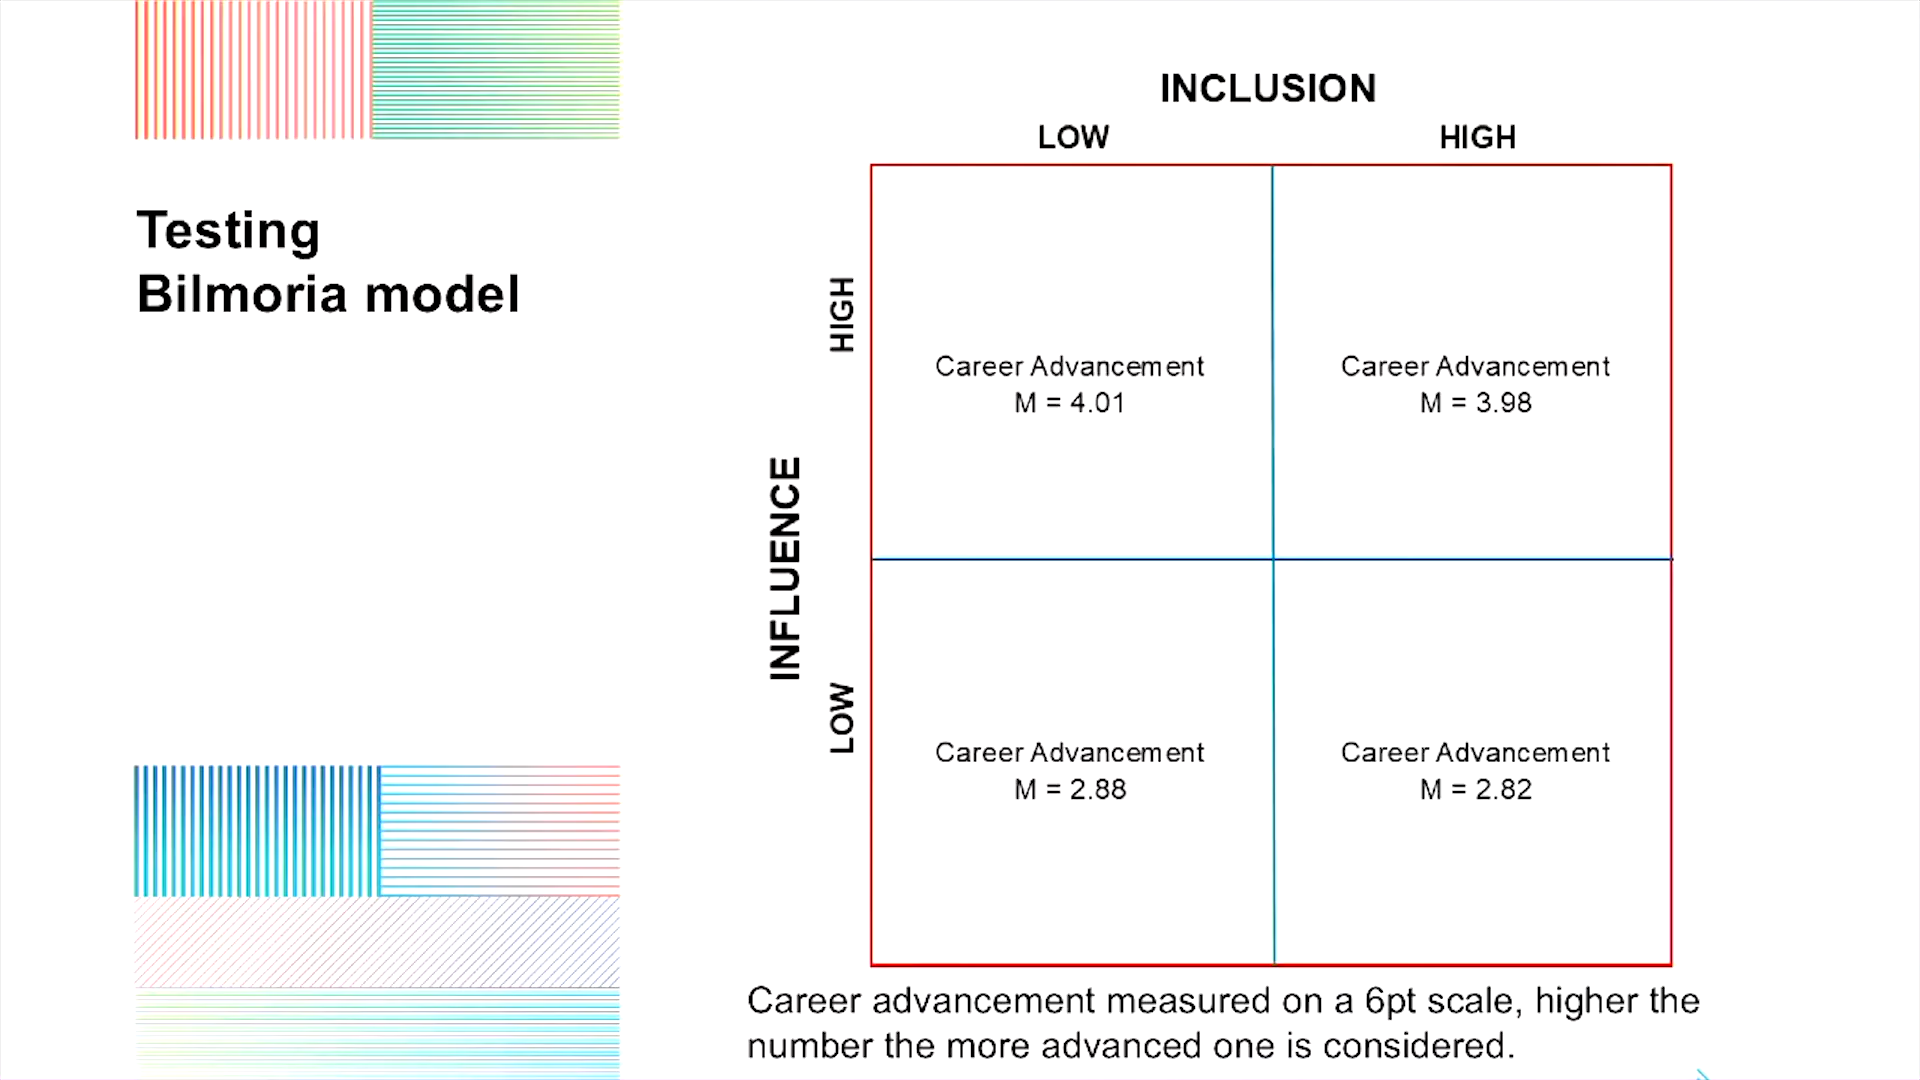 Testing
Bilmoria model
INCLUSION
LOW
HIGH
INFLUENCE
HIGH
Career Advancement
M = 4.01
Career Advancement
M = 3.98
LOW
Career Advancement
M = 2.88
Career Advancement
M = 2.82
Career advancement measured on a 6pt scale, higher the
number the more advanced one is considered.